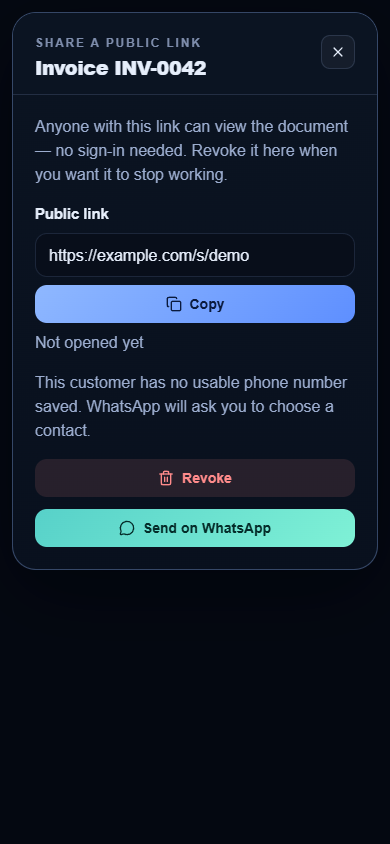 SHARE A PUBLIC LINK
Invoice INV-0042
Anyone with this link can view the document
— no sign-in needed. Revoke it here when
you want it to stop working.
Public link
https://example.com/s/demo
Copy
Not opened yet
This customer has no usable phone number
saved. WhatsApp will ask you to choose a
contact.
Revoke
Send on WhatsApp